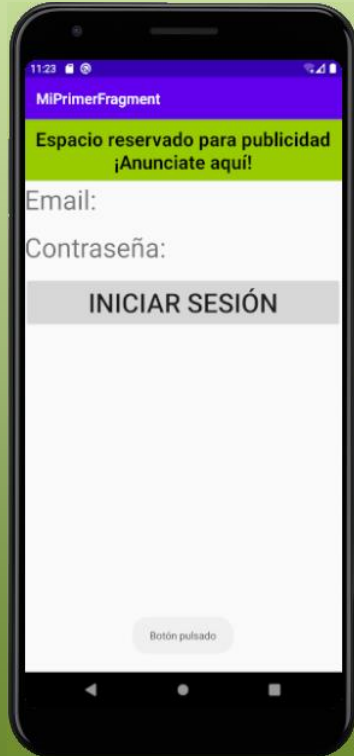 11:23
MiPrimerFragment
Espacio reservado para publicidad
¡Anunciate aquí!
Email:
Contraseña:
INICIAR SESIÓN
Botón pulsado